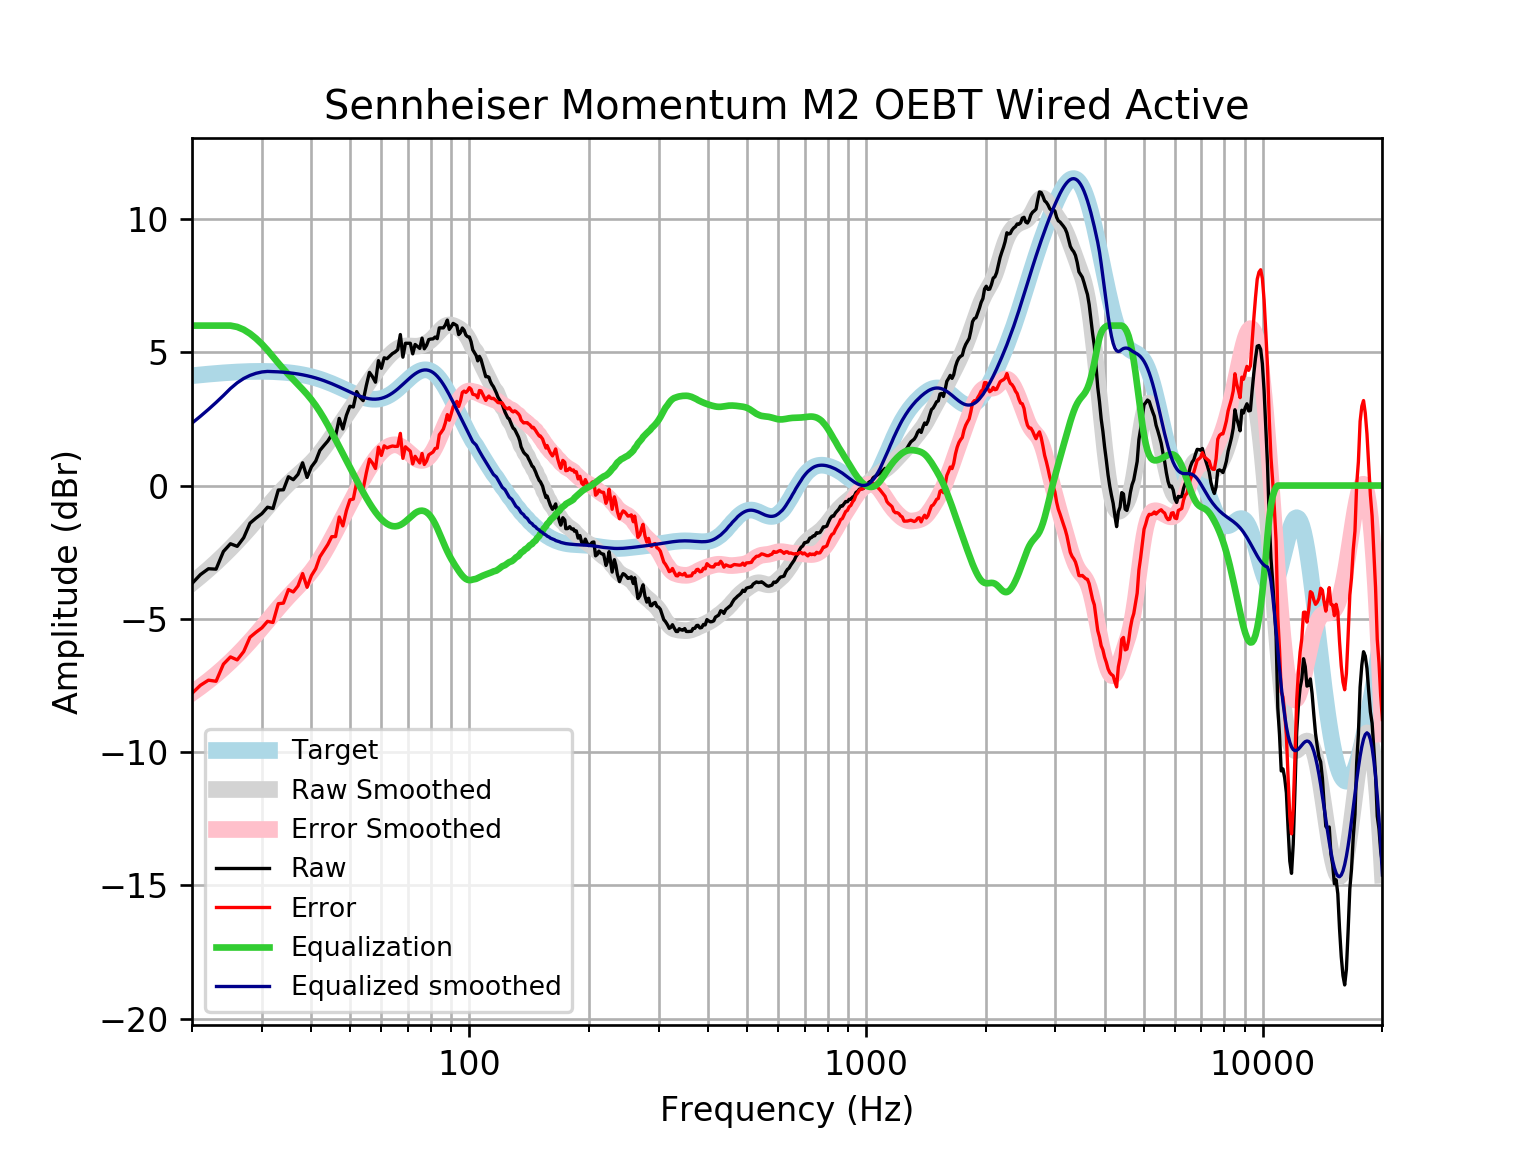 Sennheiser Momentum M2 OEBT Wired Active
Amplitude (dBr)
10
5
0
−5
−10
−15
−20
Target
Raw Smoothed
Error Smoothed
Raw
Error
Equalization
Equalized smoothed
100
1000
10000
Frequency (Hz)